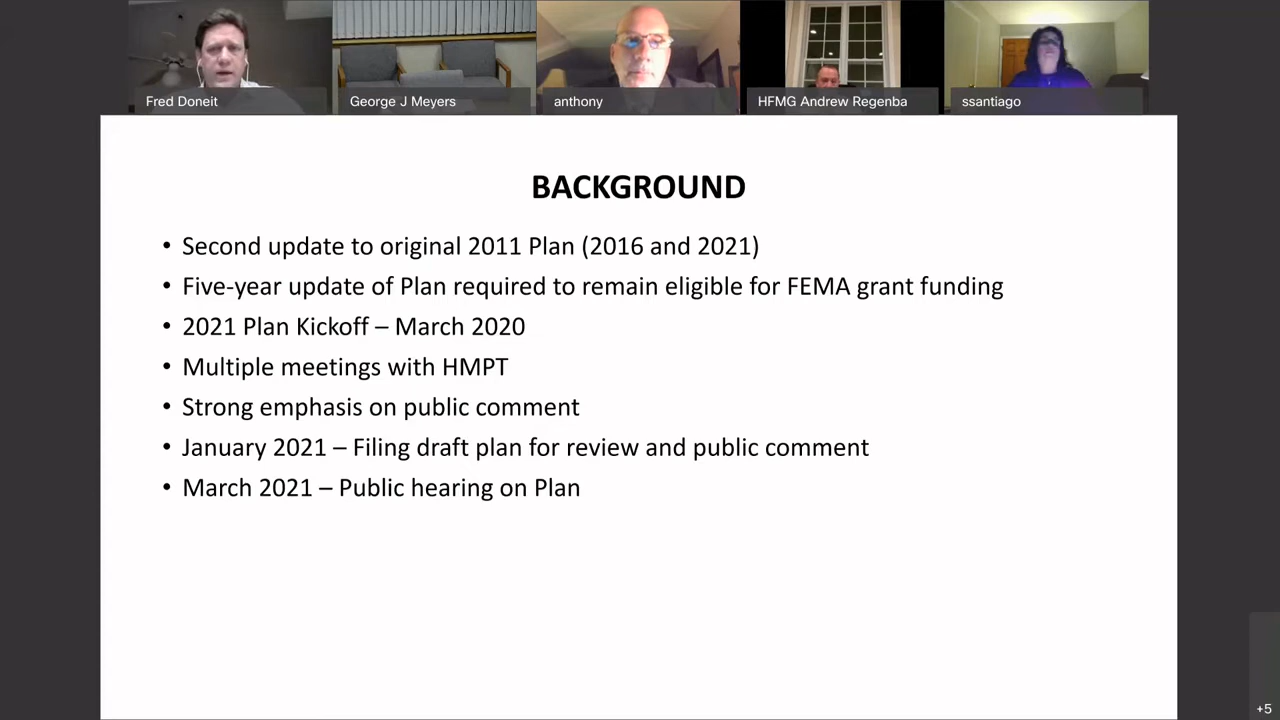 Fred Doneit
George J Meyers
anthony
HFMG Andrew Regenba
ssantiago
BACKGROUND
• Second update to original 2011 Plan (2016 and 2021)
• Five-year update of Plan required to remain eligible for FEMA grant funding
• 2021 Plan Kickoff – March 2020
• Multiple meetings with HMPT
• Strong emphasis on public comment
• January 2021 – Filing draft plan for review and public comment
• March 2021 – Public hearing on Plan
+5